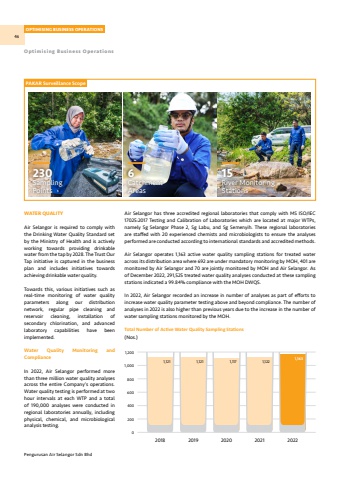 OPTIMISING BUSINESS OPERATIONS
Optimising Business Operations
PAKAR Surveillance Scope
230
Sampling
Points
6
Catchment
Areas
15
River Monitoring
Stations
WATER QUALITY
Air Selangor is required to comply with
the Drinking Water Quality Standard set
by the Ministry of Health and is actively
working towards providing drinkable
water from the tap by 2028. The Trust Our
Tap initiative is captured in the business
plan and includes initiatives towards
achieving drinkable water quality.
Towards this, various initiatives such as
real-time monitoring of water quality
parameters along our distribution
network, regular pipe cleaning and
reservoir cleaning, installation of
secondary chlorination, and advanced
laboratory capabilities have been
implemented.
Water Quality Monitoring and
Compliance
In 2022, Air Selangor performed more
than three million water quality analyses
across the entire Company's operations.
Water quality testing is performed at two
hour intervals at each WTP and a total
of 190,000 analyses were conducted in
regional laboratories annually, including
physical, chemical, and microbiological
analysis testing.
Air Selangor has three accredited regional laboratories that comply with MS ISO/IEC
17025:2017 Testing and Calibration of Laboratories which are located at major WTPs,
namely Sg Selangor Phase 2, Sg Labu, and Sg Semenyih. These regional laboratories
are staffed with 20 experienced chemists and microbiologists to ensure the analyses
performed are conducted according to international standards and accredited methods.
Air Selangor operates 1,163 active water quality sampling stations for treated water
across its distribution area where 692 are under mandatory monitoring by MOH, 401 are
monitored by Air Selangor and 70 are jointly monitored by MOH and Air Selangor. As
of December 2022, 291,525 treated water quality analyses conducted at these sampling
stations indicated a 99.84% compliance with the MOH DWQS.
In 2022, Air Selangor recorded an increase in number of analyses as part of efforts to
increase water quality parameter testing above and beyond compliance. The number of
analyses in 2022 is also higher than previous years due to the increase in the number of
water sampling stations monitored by the MOH.
Total Number of Active Water Quality Sampling Stations
(Nos.)
1,200
1,000
800
600
400
200
0
1,163
2018
2019
2020
2021
2022
Pengurusan Air Selangor Sdn Bhd